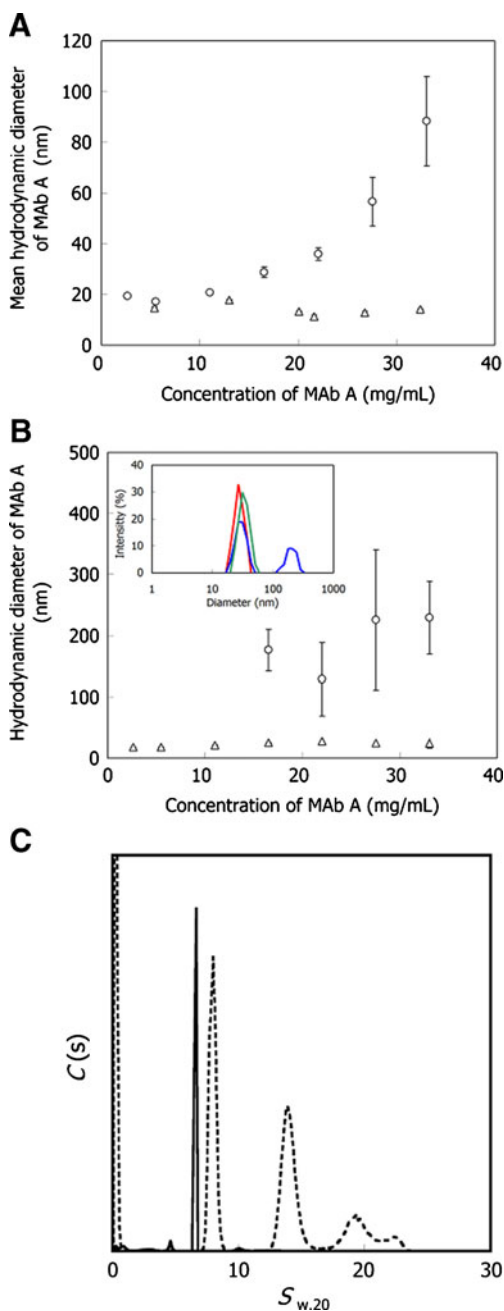 A
120
100
80
60
40
20
0
Mean hydrodynamic diameter
of MAb A (nm)
0
10
20
30
40
Concentration of MAb A (mg/mL)
B
500
400
300
200
100
0
Hydrodynamic diameter of MAb A
(nm)
40
30
20
10
0
Intensitty (%)
1
10
100
1000
Diameter (nm)
0
10
20
30
40
Concentration of MAb A (mg/mL)
C
C(s)
0
10
20
30
S w,20